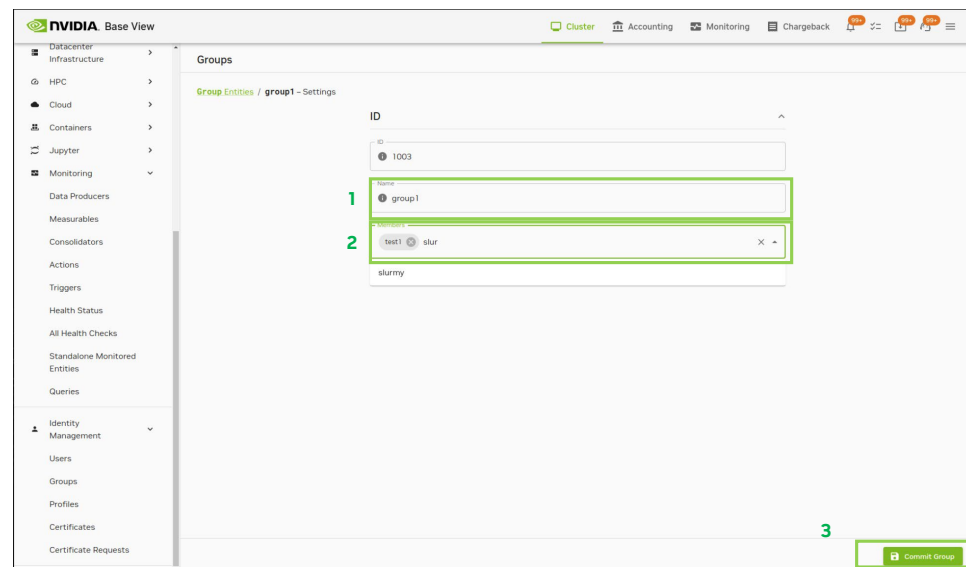 NVIDIA. Base View
Cluster
Accounting
Monitoring
Chargeback
99+
99+
99+
Datacenter
Infrastructure
HPC
Cloud
Containers
Jupyter
Monitoring
Data Producers
Measurables
Consolidators
Actions
Triggers
Health Status
All Health Checks
Standalone Monitored
Entities
Queries
Identity
Management
Users
Groups
Profiles
Certificates
Certificate Requests
Groups
Group Entities / group1 – Settings
ID
ID
1003
1
Name
group1
2
Members
test1 slur
slurmy
3
Commit Group